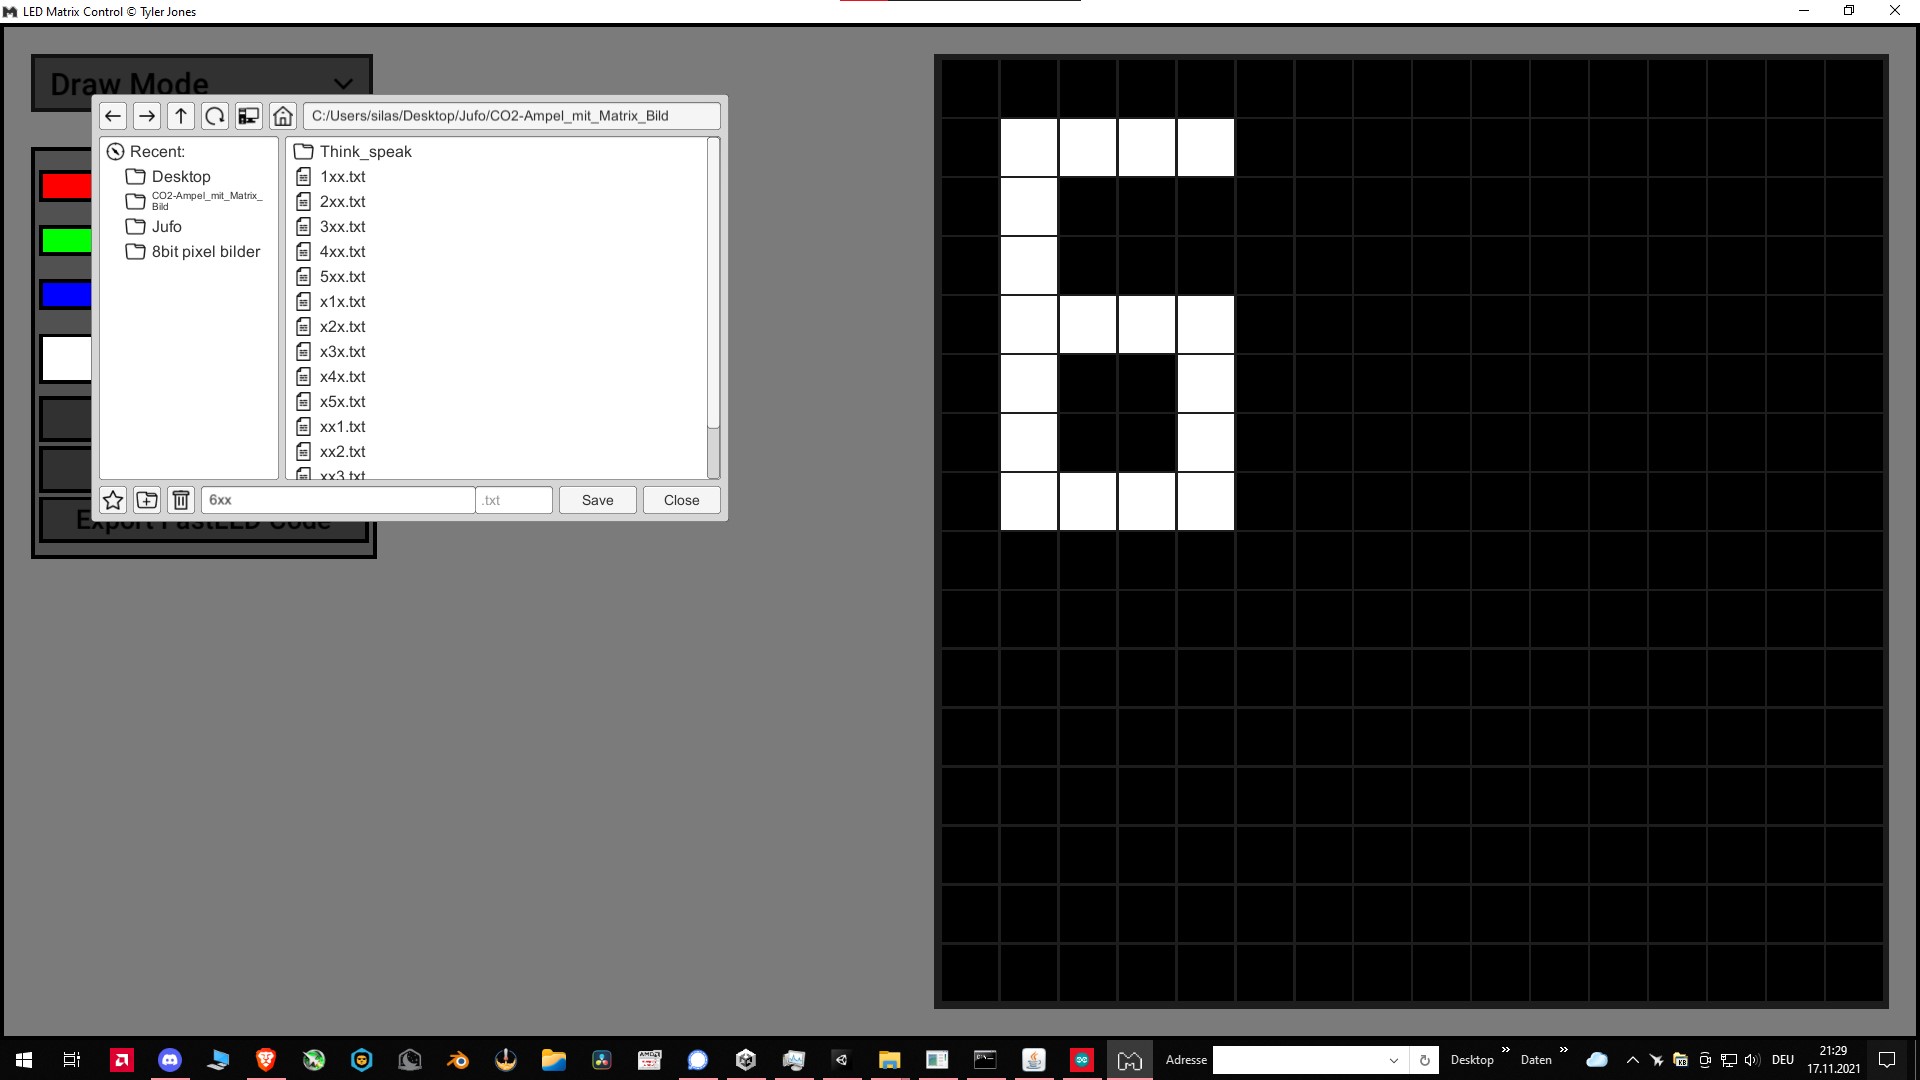 LED Matrix Control © Tyler Jones
Draw Mode
C:/Users/silas/Desktop/Jufo/CO2-Ampel_mit_Matrix_Bild
Recent:
Desktop
CO2-Ampel_mit_Matrix_
Bild
Jufo
8bit pixel bilder
Think_speak
1xx.txt
2xx.txt
3xx.txt
4xx.txt
5xx.txt
x1x.txt
x2x.txt
x3x.txt
x4x.txt
x5x.txt
xx1.txt
xx2.txt
xx3.txt
6xx
.txt
Save
Close
Export FastLED Code
Adresse
Desktop
Daten
DEU
21:29
17.11.2021